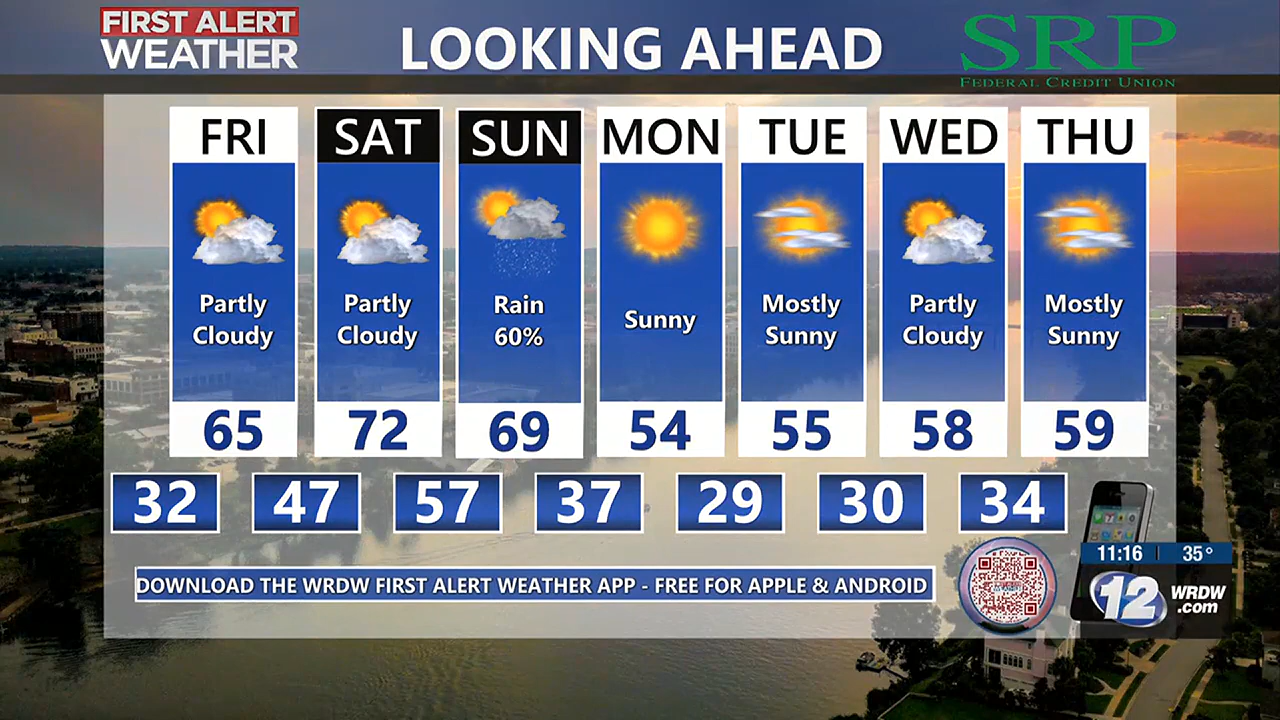 FIRST ALERT
WEATHER
LOOKING AHEAD
SRP
FEDERAL CREDIT UNION
FRI SAT SUN MON TUE WED THU
Partly Partly Rain Sunny Mostly Partly Mostly
Cloudy Cloudy 60% Sunny Cloudy Sunny
65 72 69 54 55 58 59
32 47 57 37 29 30 34
DOWNLOAD THE WRDW FIRST ALERT WEATHER APP - FREE FOR APPLE & ANDROID
11:16 35°
12 WRDW
.com